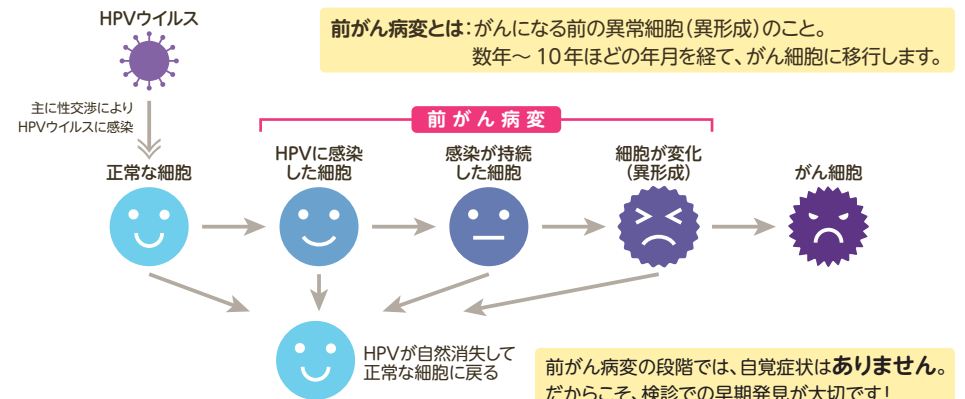 HPVウイルス
前がん病変とは：がんになる前の異常細胞（異形成）のこと。
数年～10年ほどの年月を経て、がん細胞に移行します。
主に性交渉により
HPVウイルスに感染
前がん病変
正常な細胞
HPVに感染
した細胞
感染が持続
した細胞
細胞が変化
（異形成）
がん細胞
HPVが自然消失して
正常な細胞に戻る
前がん病変の段階では、自覚症状はありません。
だからこそ、検診での早期発見が大切です！